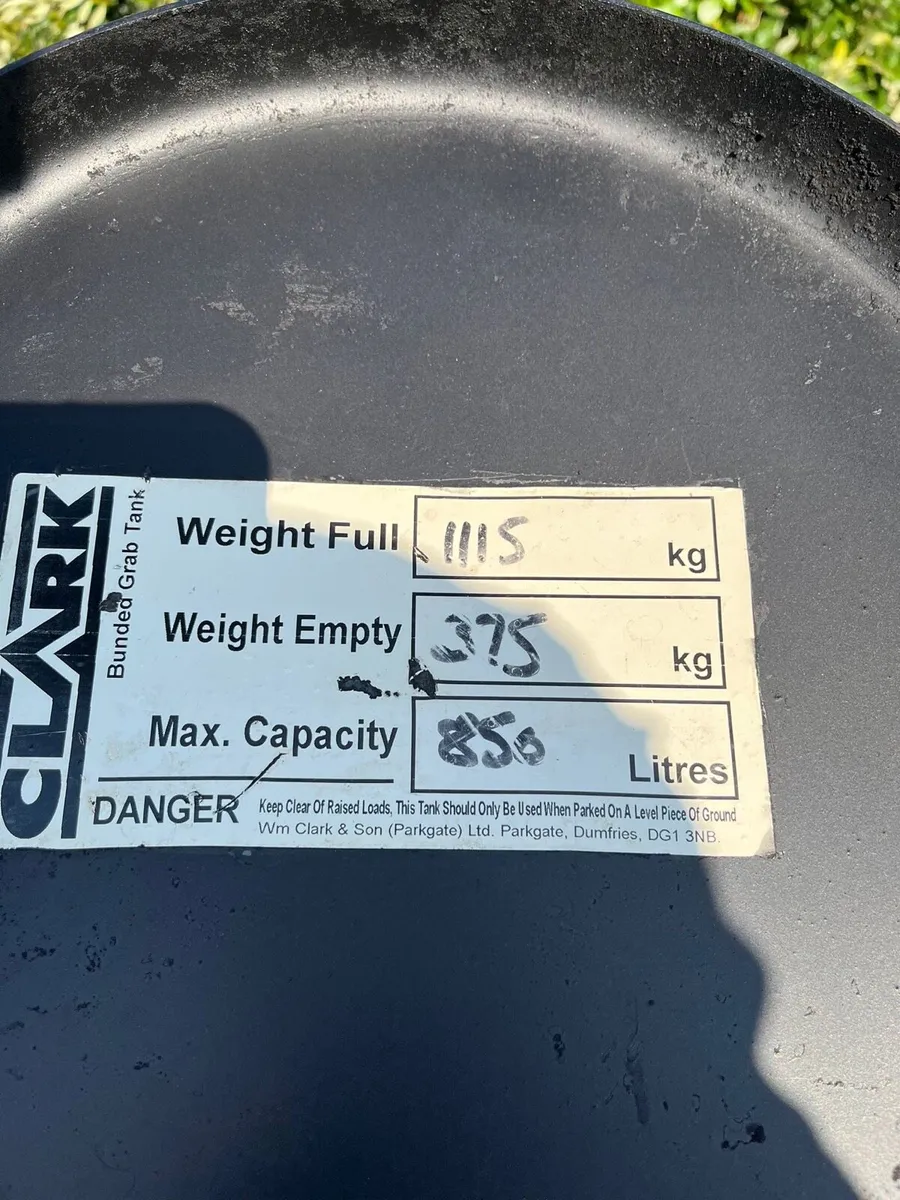 CLARK
Bunded Grab Tank
Weight Full 1115 kg
Weight Empty 375 kg
Max. Capacity 850 Litres
DANGER Keep Clear Of Raised Loads, This Tank Should Only Be Used When Parked On A Level Piece Of Ground
Wm Clark & Son (Parkgate) Ltd. Parkgate, Dumfries, DG1 3NB.